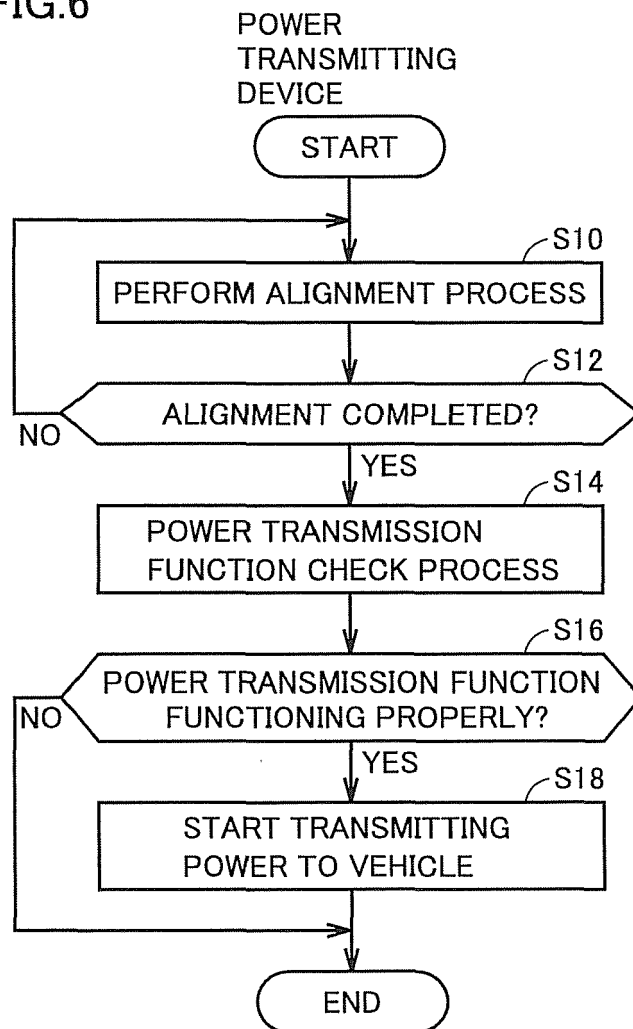 FIG.6
POWER
TRANSMITTING
DEVICE
START
S10
PERFORM ALIGNMENT PROCESS
S12
ALIGNMENT COMPLETED?
NO
YES
S14
POWER TRANSMISSION
FUNCTION CHECK PROCESS
S16
POWER TRANSMISSION FUNCTION
FUNCTIONING PROPERLY?
NO
YES
S18
START TRANSMITTING
POWER TO VEHICLE
END